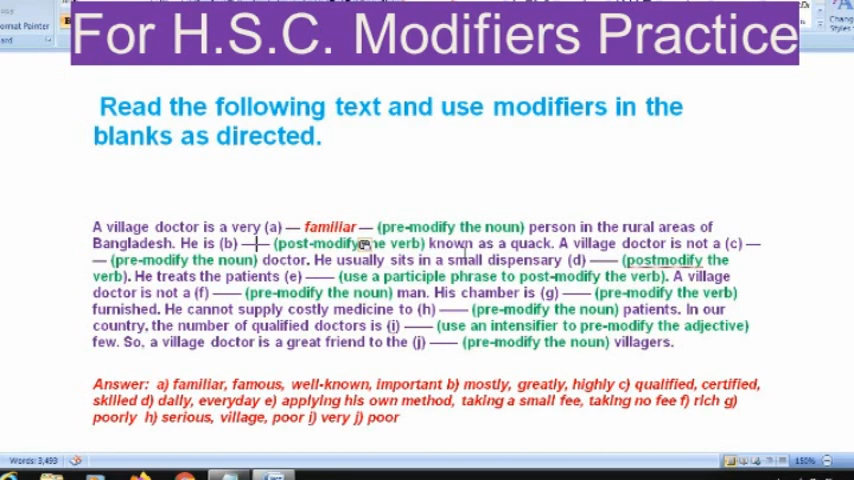 For H.S.C. Modifiers Practice
ormat Painter
Read the following text and use modifiers in the
blanks as directed.
A village doctor is a very (a) — familiar — (pre-modify the noun) person in the rural areas of
Bangladesh. He is (b) —— (post-modify he verb) known as a quack. A village doctor is not a (c) —
— (pre-modify the noun) doctor. He usually sits in a small dispensary (d) —— (postmodify the
verb). He treats the patients (e) —— (use a participle phrase to post-modify the verb). A village
doctor is not a (f) —— (pre-modify the noun) man. His chamber is (g) —— (pre-modify the verb)
furnished. He cannot supply costly medicine to (h) —— (pre-modify the noun) patients. In our
country, the number of qualified doctors is (i) —— (use an intensifier to pre-modify the adjective)
few. So, a village doctor is a great friend to the (j) —— (pre-modify the noun) villagers.
Answer: a) familiar, famous, well-known, important b) mostly, greatly, highly c) qualified, certified,
skilled d) daily, everyday e) applying his own method, taking a small fee, taking no fee f) rich g)
poorly h) serious, village, poor i) very j) poor
Words: 3,493
150%